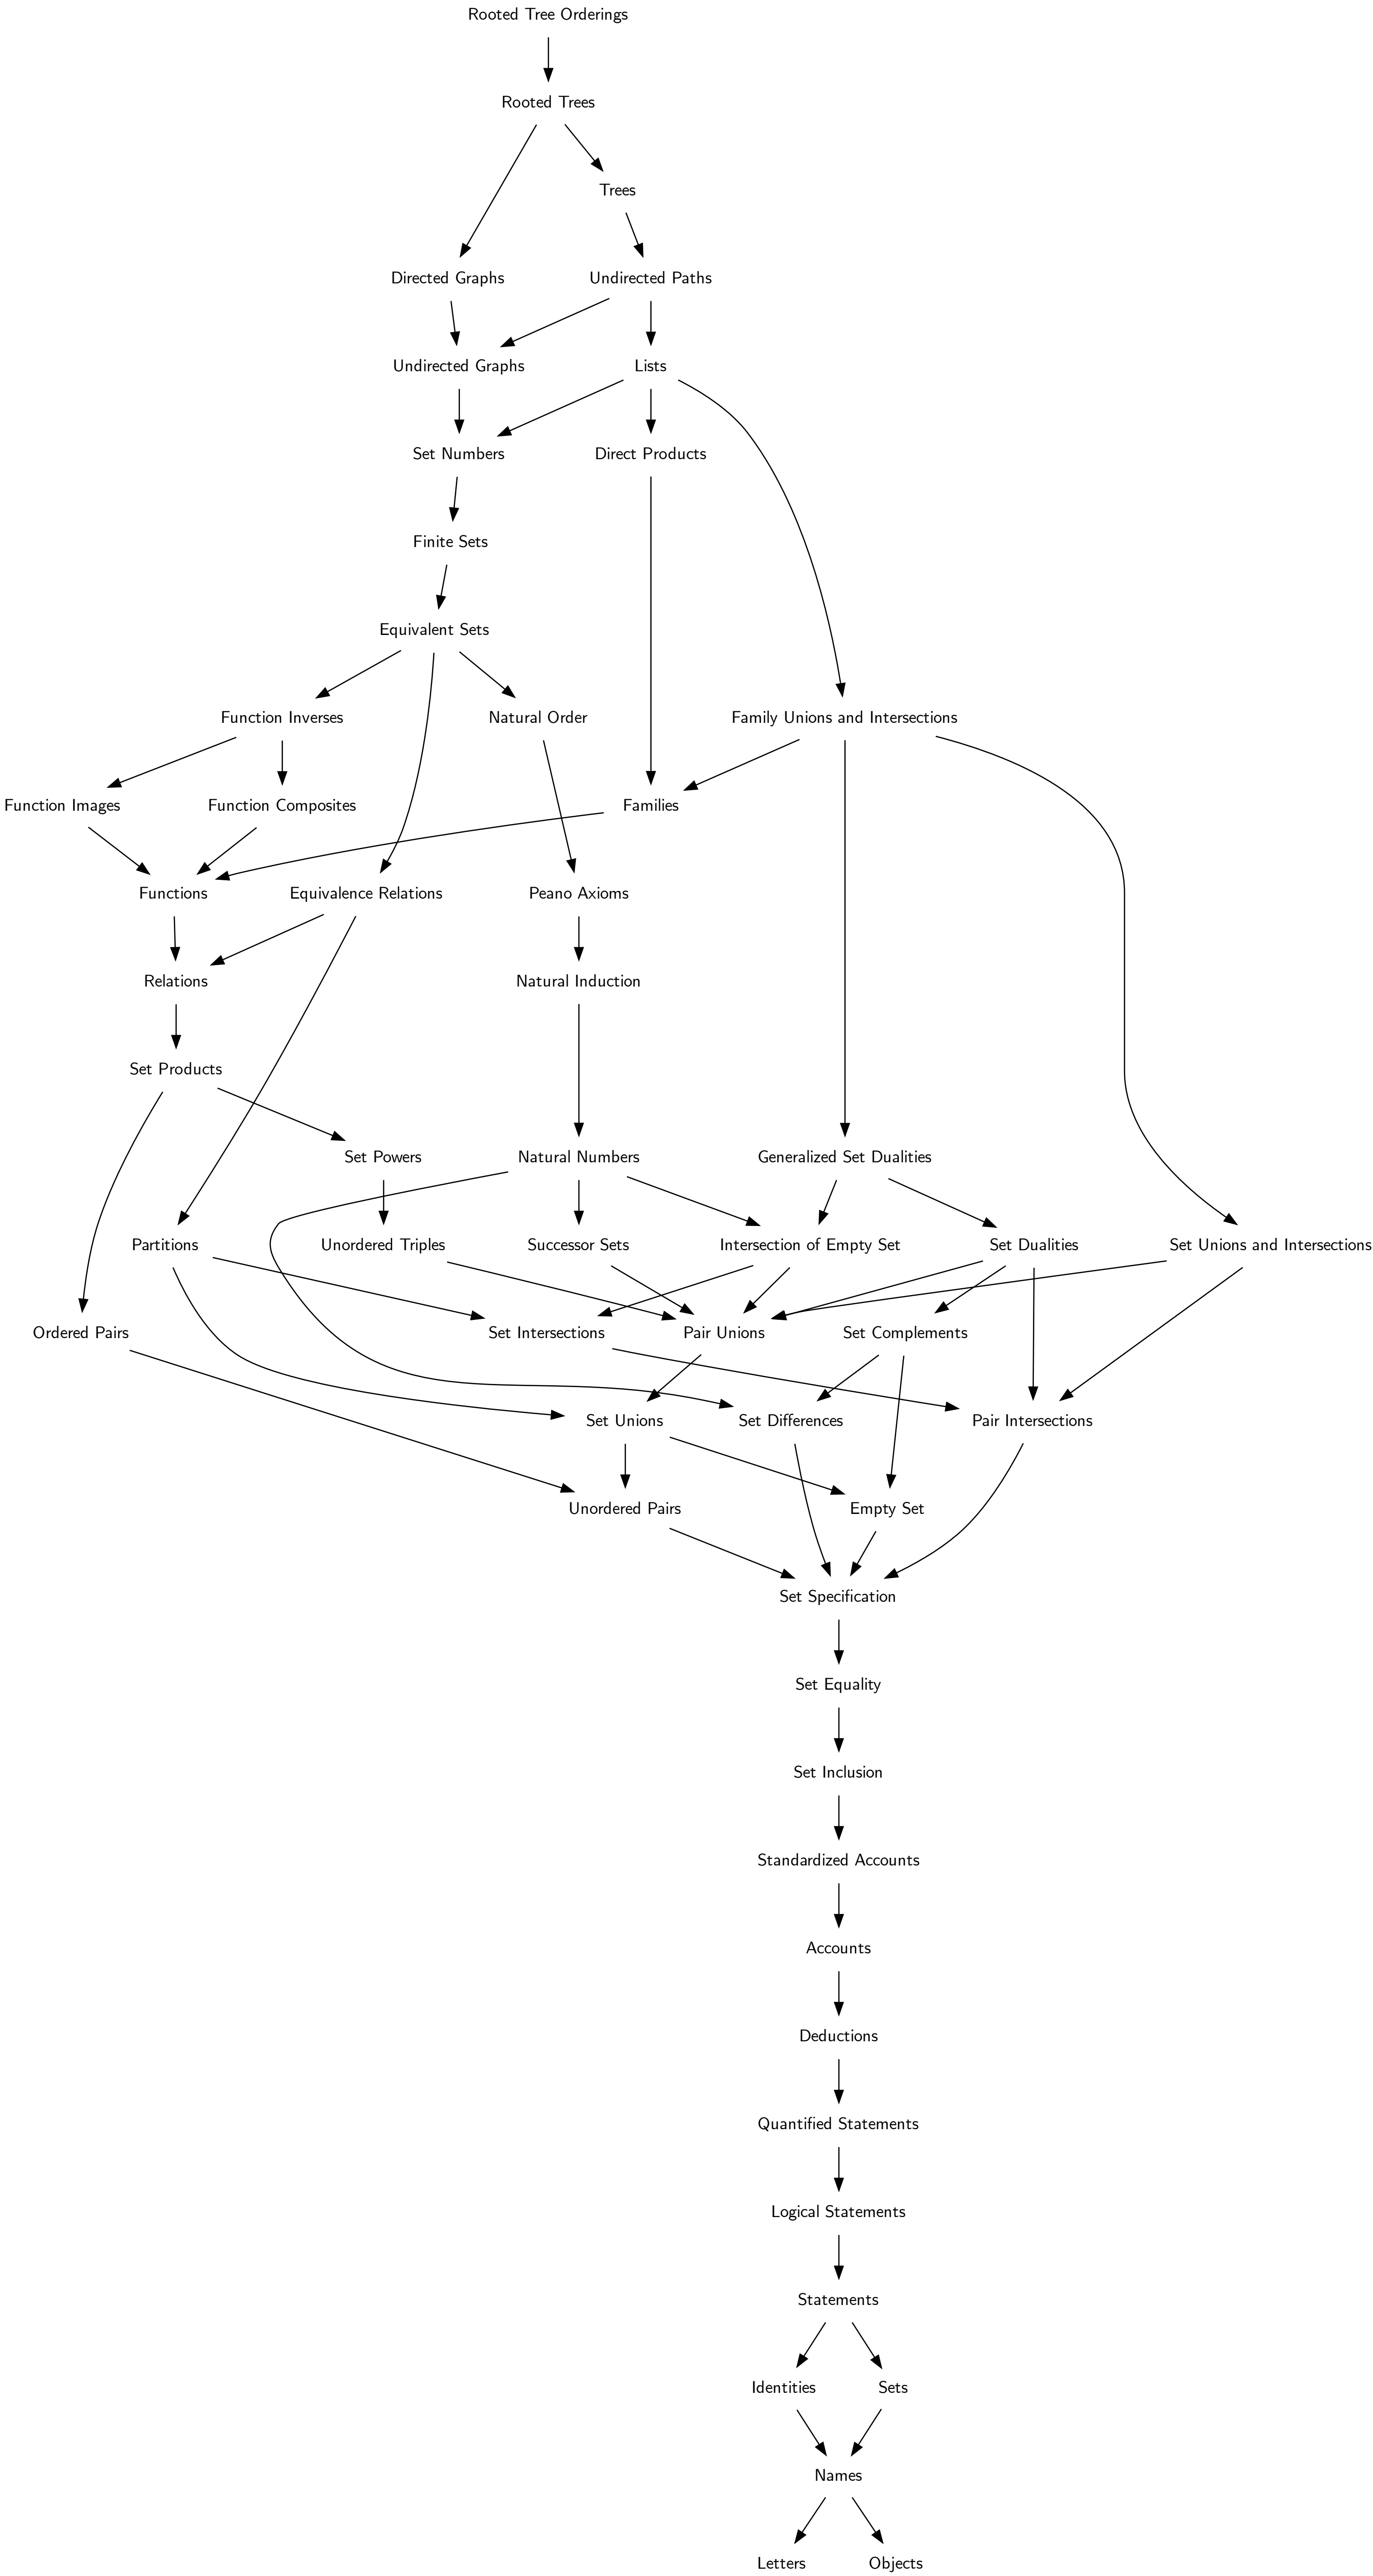 Rooted Tree Orderings
Rooted Trees
Trees
Directed Graphs
Undirected Paths
Undirected Graphs
Lists
Set Numbers
Direct Products
Finite Sets
Equivalent Sets
Function Inverses
Natural Order
Family Unions and Intersections
Function Images
Function Composites
Families
Functions
Equivalence Relations
Peano Axioms
Relations
Natural Induction
Set Products
Set Powers
Natural Numbers
Generalized Set Dualities
Partitions
Unordered Triples
Successor Sets
Intersection of Empty Set
Set Dualities
Set Unions and Intersections
Ordered Pairs
Set Intersections
Pair Unions
Set Complements
Set Unions
Set Differences
Pair Intersections
Unordered Pairs
Empty Set
Set Specification
Set Equality
Set Inclusion
Standardized Accounts
Accounts
Deductions
Quantified Statements
Logical Statements
Statements
Identities
Sets
Names
Letters
Objects